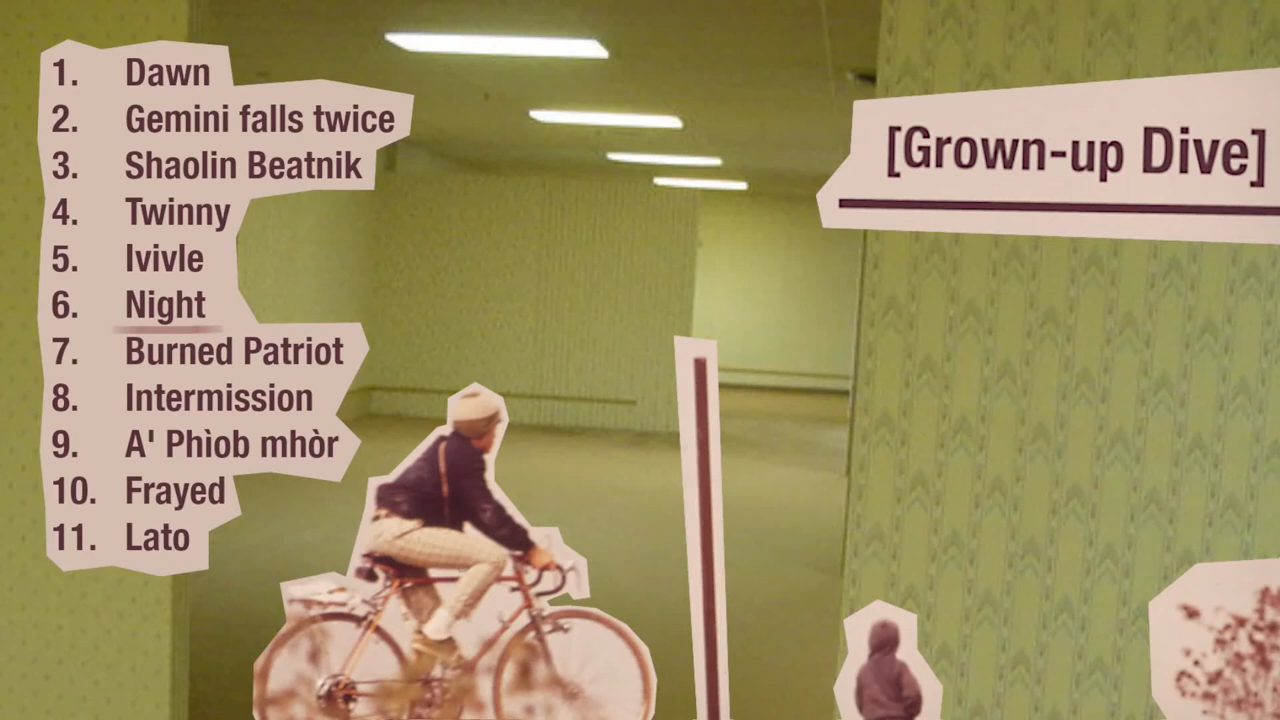 1. Dawn
2. Gemini falls twice
3. Shaolin Beatnik
4. Twinny
5. Ivivle
6. Night
7. Burned Patriot
8. Intermission
9. A' Phìob mhòr
10. Frayed
11. Lato
[Grown-up Dive]